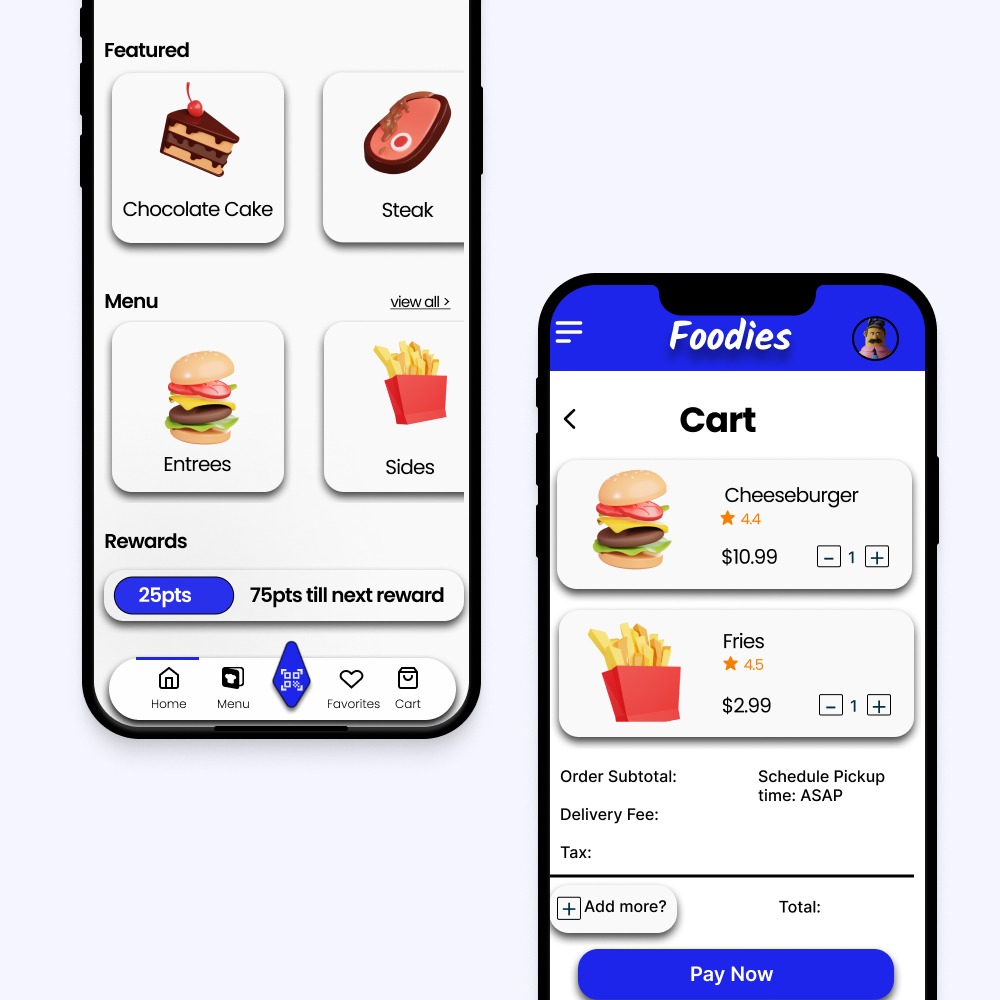 Featured
Chocolate Cake
Steak
Menu
view all >
Entrees
Sides
Rewards
25pts
75pts till next reward
Home
Menu
Favorites
Cart
Foodies
Cart
Cheeseburger
4.4
$10.99
1
Fries
4.5
$2.99
1
Order Subtotal:
Schedule Pickup
time: ASAP
Delivery Fee:
Tax:
Add more?
Total:
Pay Now